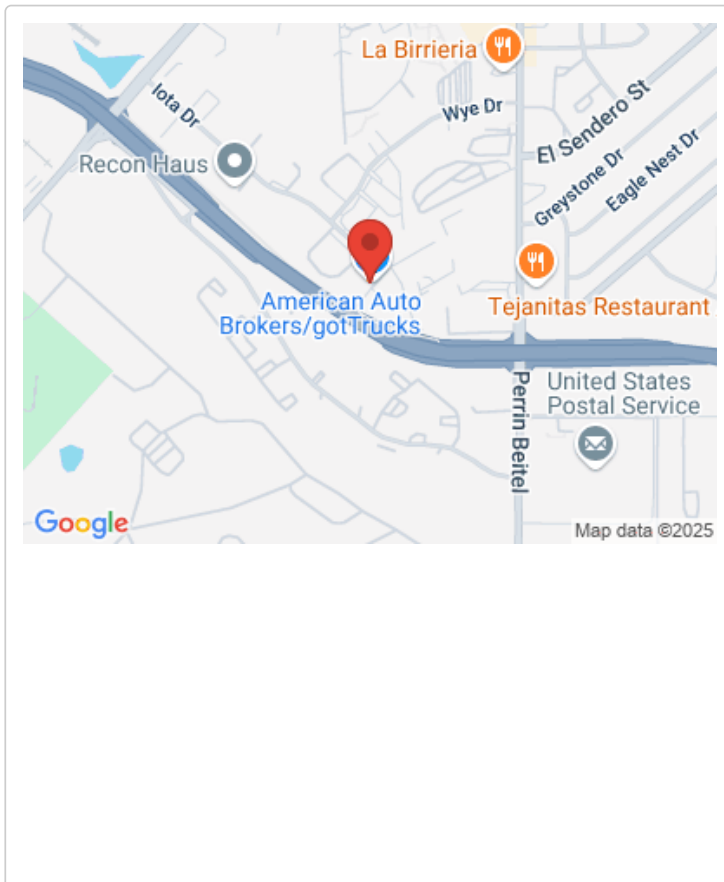 La Birrieria
Iota Dr
Wye Dr
El Sendero St
Recon Haus
Greystone Dr
Eagle Nest Dr
American Auto
Brokers/gotTrucks
Tejanitas Restaurant
Perrin Beitel
United States
Postal Service
Google
Map data ©2025